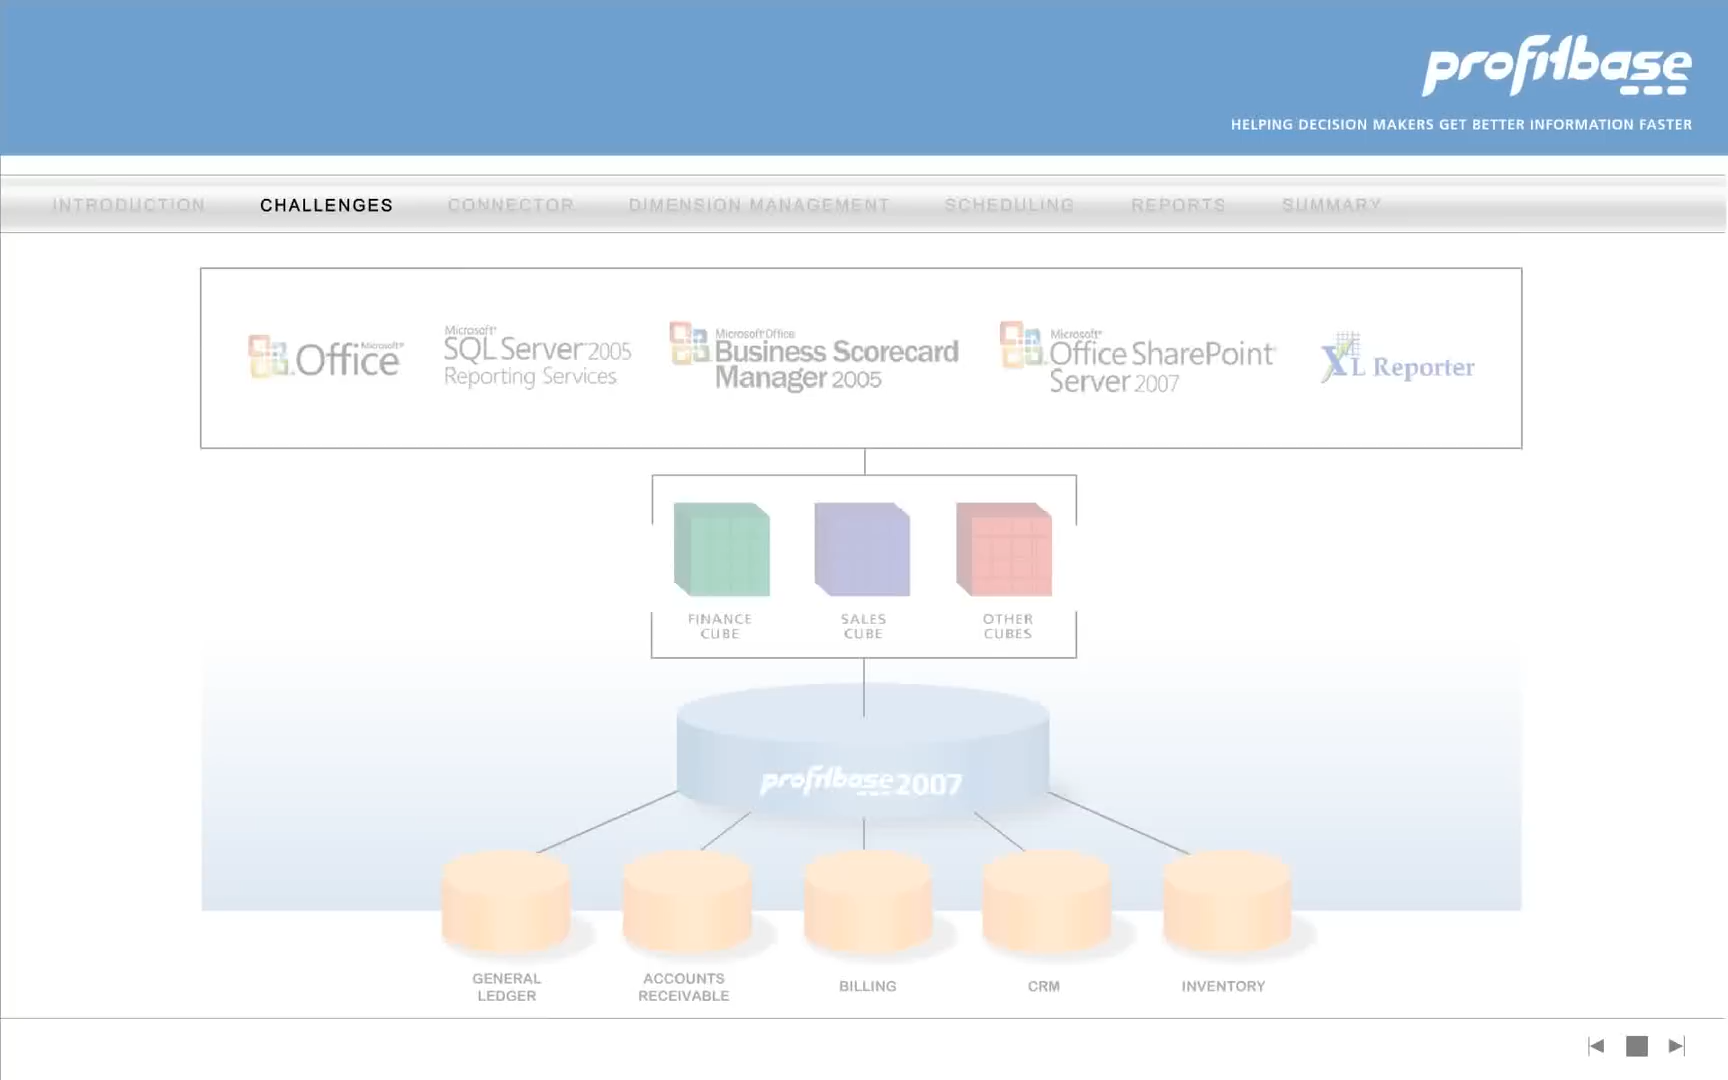 profitbase
HELPING DECISION MAKERS GET BETTER INFORMATION FASTER
INTRODUCTION CHALLENGES CONNECTOR DIMENSION MANAGEMENT SCHEDULING REPORTS SUMMARY
Microsoft®
Office
Microsoft®
SQL Server™ 2005
Reporting Services
Microsoft® Office
Business Scorecard
Manager 2005
Microsoft®
Office SharePoint®
Server 2007
XL Reporter
FINANCE
CUBE
SALES
CUBE
OTHER
CUBES
profitbase 2007
GENERAL
LEDGER
ACCOUNTS
RECEIVABLE
BILLING
CRM
INVENTORY